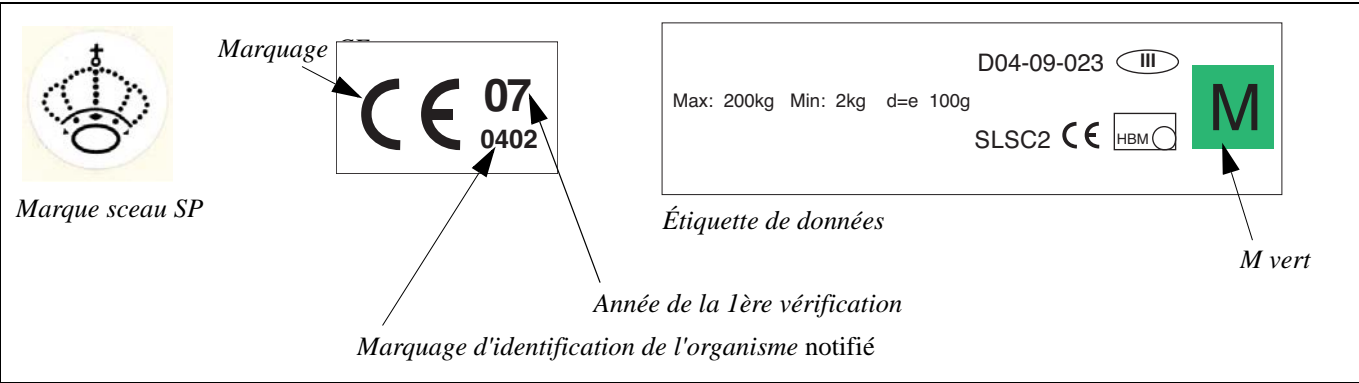 Marque sceau SP
Marquage
CE 07
0402
D04-09-023 III
Max: 200kg Min: 2kg d=e 100g
SLSC2 CE HBM
M
Étiquette de données
M vert
Année de la 1ère vérification
Marquage d'identification de l'organisme notifié